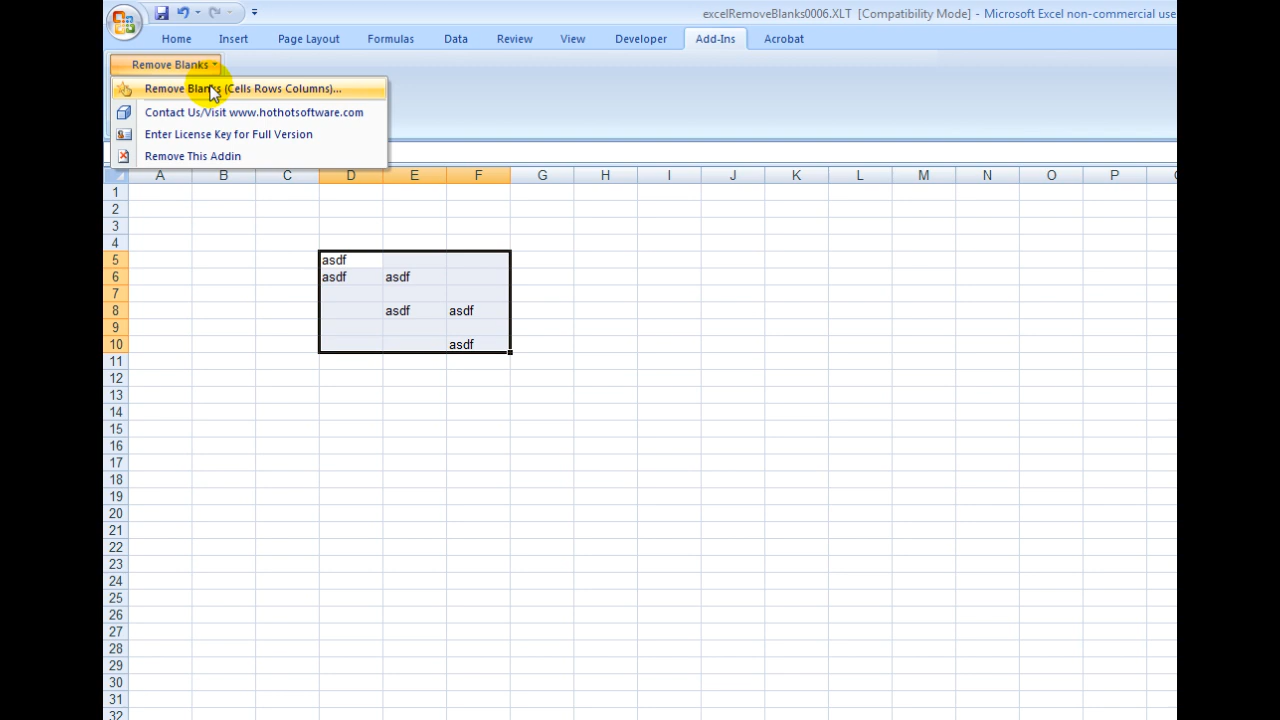 excelRemoveBlank
XLT [Compatibility Mode]
rosoft Excel non-commercial use
Home Insert Page Layout Formulas Data Review View Developer Add-Ins Acrobat
Remove Blanks
Remove Blanks (Cells Rows Columns)...
Contact Us/Visit www.hothotsoftware.com
Enter License Key for Full Version
Remove This Addin
A B C D E F G H I J K L M N O P
1
2
3
4
5 asdf
6 asdf asdf
7
8 asdf asdf
9
10 asdf
11
12
13
14
15
16
17
18
19
20
21
22
23
24
25
26
27
28
29
30
31
32